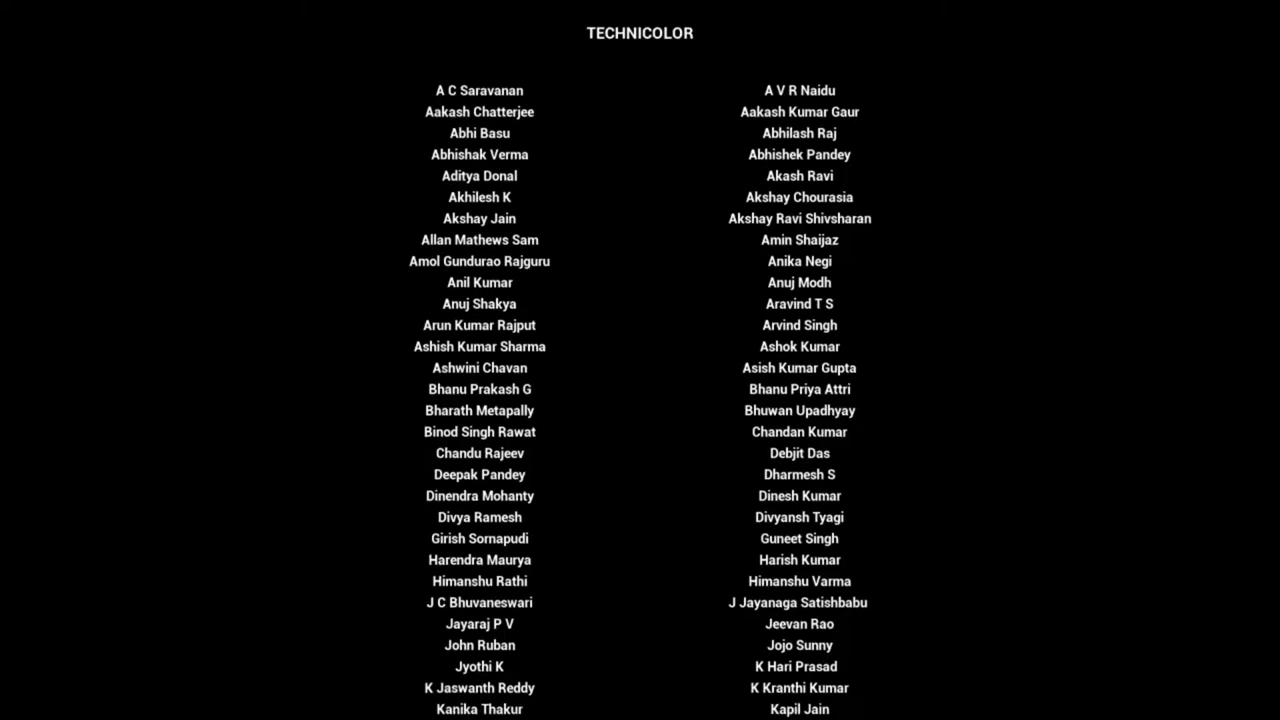 TECHNICOLOR
A C Saravanan A V R Naidu
Aakash Chatterjee Aakash Kumar Gaur
Abhi Basu Abhilash Raj
Abhishak Verma Abhishek Pandey
Aditya Donal Akash Ravi
Akhilesh K Akshay Chourasia
Akshay Jain Akshay Ravi Shivsharan
Allan Mathews Sam Amin Shaijaz
Amol Gundurao Rajguru Anika Negi
Anil Kumar Anuj Modh
Anuj Shakya Aravind T S
Arun Kumar Rajput Arvind Singh
Ashish Kumar Sharma Ashok Kumar
Ashwini Chavan Asish Kumar Gupta
Bhanu Prakash G Bhanu Priya Attri
Bharath Metapally Bhuwan Upadhyay
Binod Singh Rawat Chandan Kumar
Chandu Rajeev Debjit Das
Deepak Pandey Dharmesh S
Dinendra Mohanty Dinesh Kumar
Divya Ramesh Divyansh Tyagi
Girish Sornapudi Guneet Singh
Harendra Maurya Harish Kumar
Himanshu Rathi Himanshu Varma
J C Bhuvaneswari J Jayanaga Satishbabu
Jayaraj P V Jeevan Rao
John Ruban Jojo Sunny
Jyothi K K Hari Prasad
K Jaswanth Reddy K Kranthi Kumar
Kanika Thakur Kapil Jain